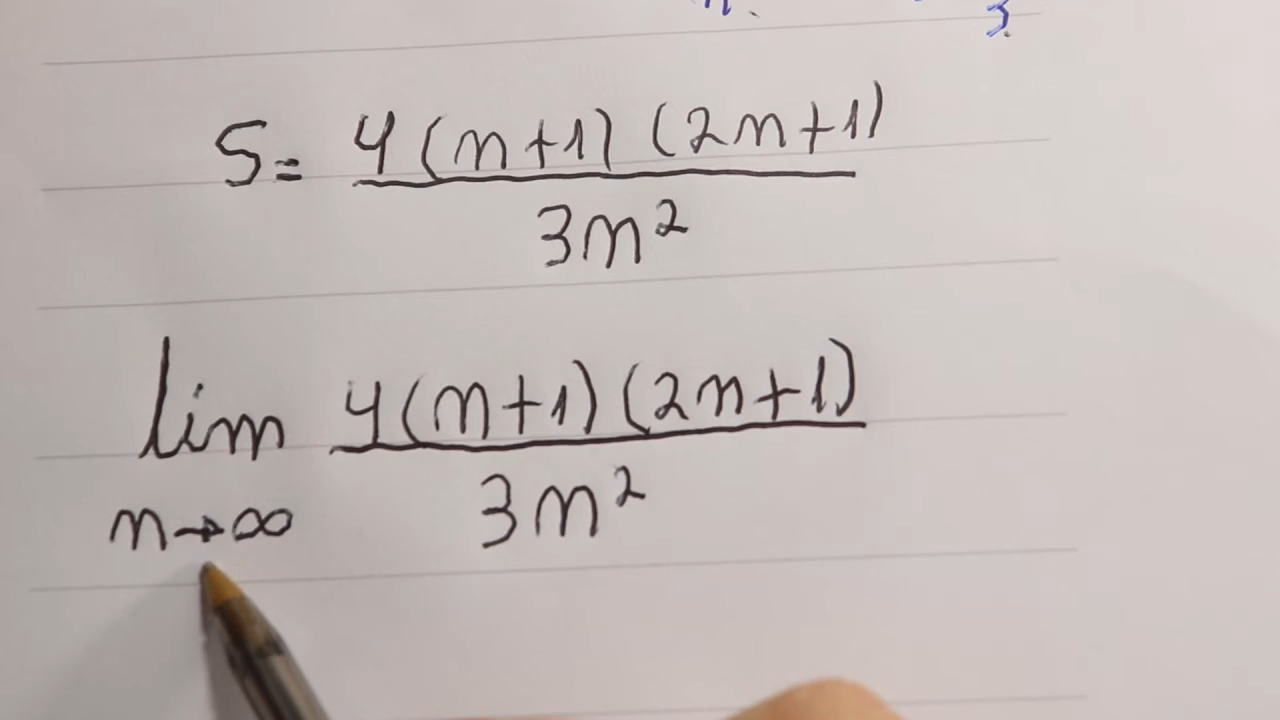 S = 4(n+1)(2n+1)
3n²
lim 4(n+1)(2n+1)
n→∞ 3n²